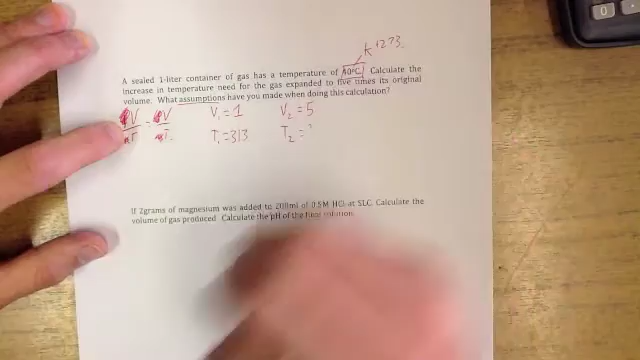 K +273
A sealed 1-liter container of gas has a temperature of 40°C. Calculate the
increase in temperature need for the gas expanded to five times its original
volume. What assumptions have you made when doing this calculation?
V = V V₁ = 1 V₂ = 5
nT nT T₁ = 313 T₂ = ?
If 2grams of magnesium was added to 200ml of 0.5M HCl at SLC. Calculate the
volume of gas produced. Calculate the pH of the final solution.